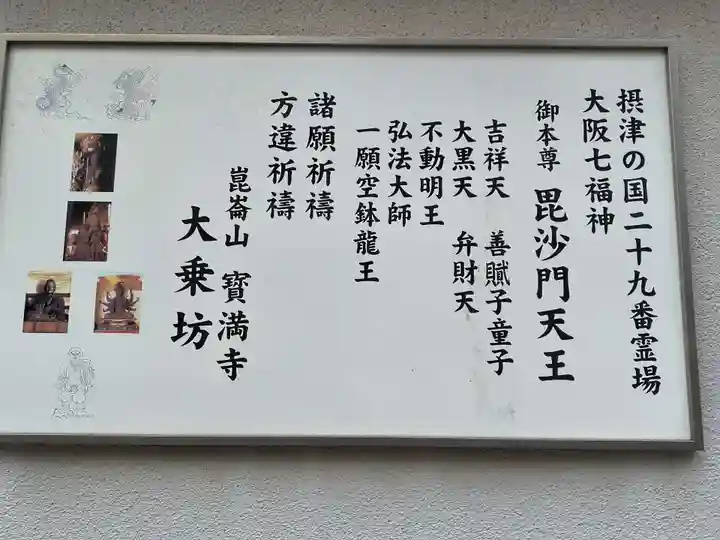 摂津の国二十九番霊場
大阪七福神
御本尊 毘沙門天王
吉祥天 善膩子童子
大黒天 弁財天
不動明王
弘法大師
一願空鉢龍王
諸願祈禱
方違祈禱
崑崙山 寳満寺
大乗坊